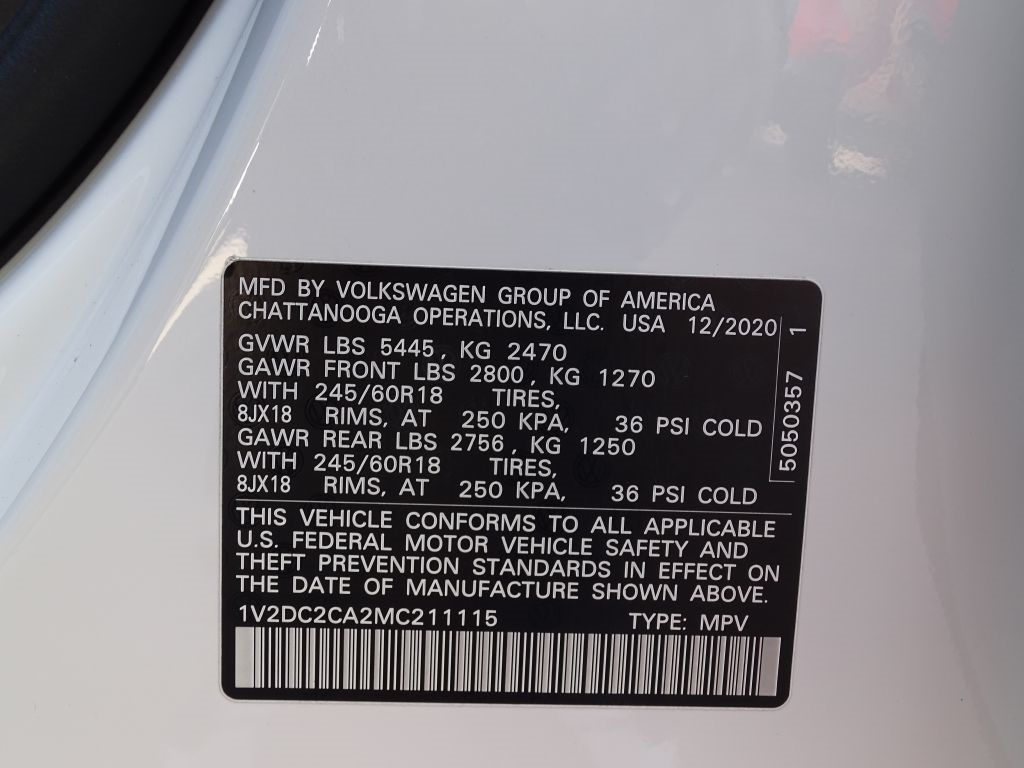 MFD BY VOLKSWAGEN GROUP OF AMERICA
CHATTANOOGA OPERATIONS, LLC. USA 12/2020
GVWR LBS 5445, KG 2470
GAWR FRONT LBS 2800, KG 1270
WITH 245/60R18 TIRES,
8JX18 RIMS, AT 250 KPA, 36 PSI COLD
GAWR REAR LBS 2756, KG 1250
WITH 245/60R18 TIRES,
8JX18 RIMS, AT 250 KPA, 36 PSI COLD
5050357 1
THIS VEHICLE CONFORMS TO ALL APPLICABLE
U.S. FEDERAL MOTOR VEHICLE SAFETY AND
THEFT PREVENTION STANDARDS IN EFFECT ON
THE DATE OF MANUFACTURE SHOWN ABOVE.
1V2DC2CA2MC211115 TYPE: MPV